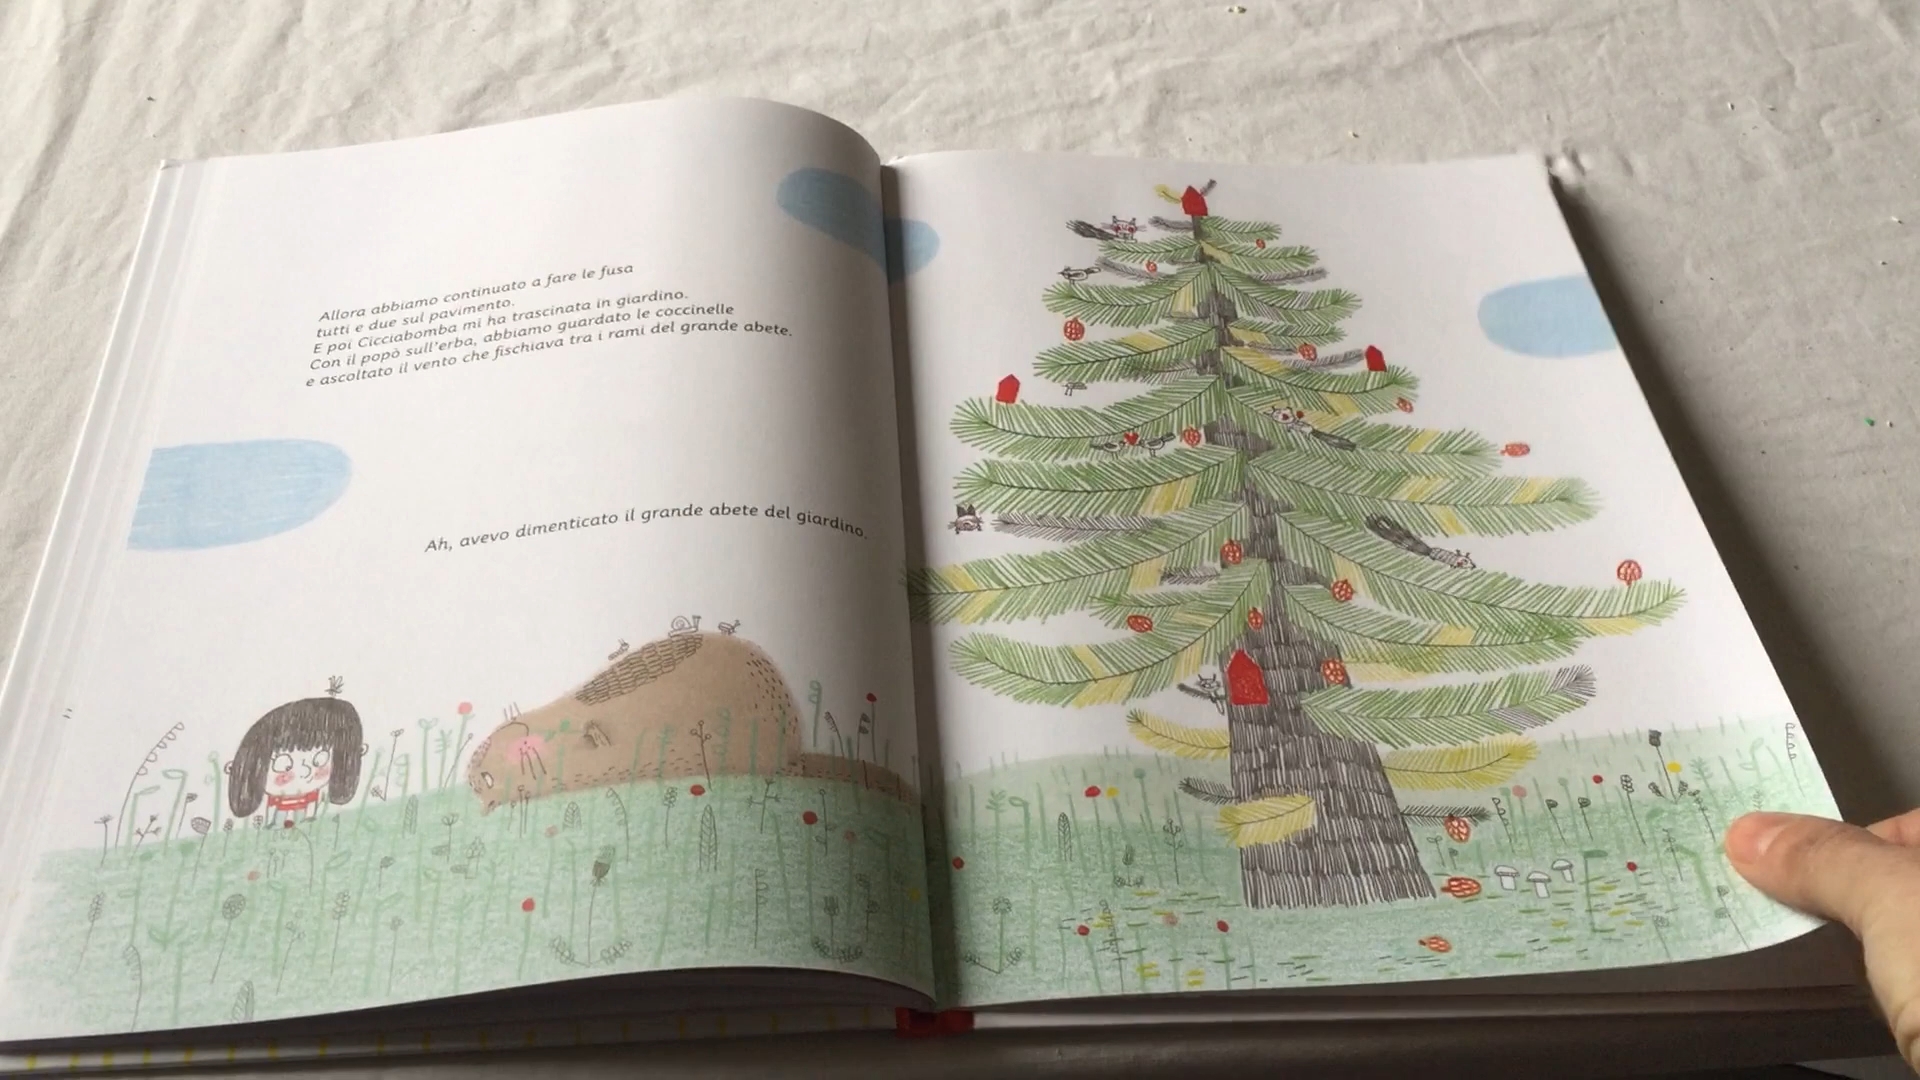 Allora abbiamo continuato a fare le fusa
tutti e due sul pavimento.
E poi Cicciabomba mi ha trascinata in giardino.
Con il popò sull'erba, abbiamo guardato le coccinelle
e ascoltato il vento che fischiava tra i rami del grande abete.
Ah, avevo dimenticato il grande abete del giardino.